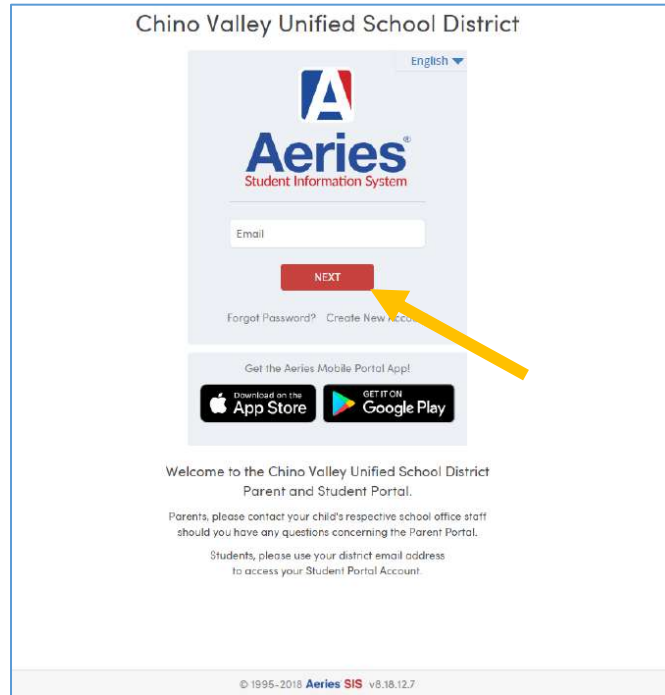 Chino Valley Unified School District
English
A
Aeries®
Student Information System
Email
NEXT
Forgot Password? Create New
Get the Aeries Mobile Portal App!
Download on the
App Store
GET IT ON
Google Play
Welcome to the Chino Valley Unified School District
Parent and Student Portal.
Parents, please contact your child's respective school office staff
should you have any questions concerning the Parent Portal.
Students, please use your district email address
to access your Student Portal Account.
© 1995-2018 Aeries SIS v8.18.12.7